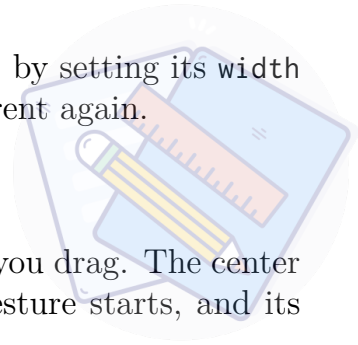 by setting its width
rent again.
you drag. The center
esture starts, and its